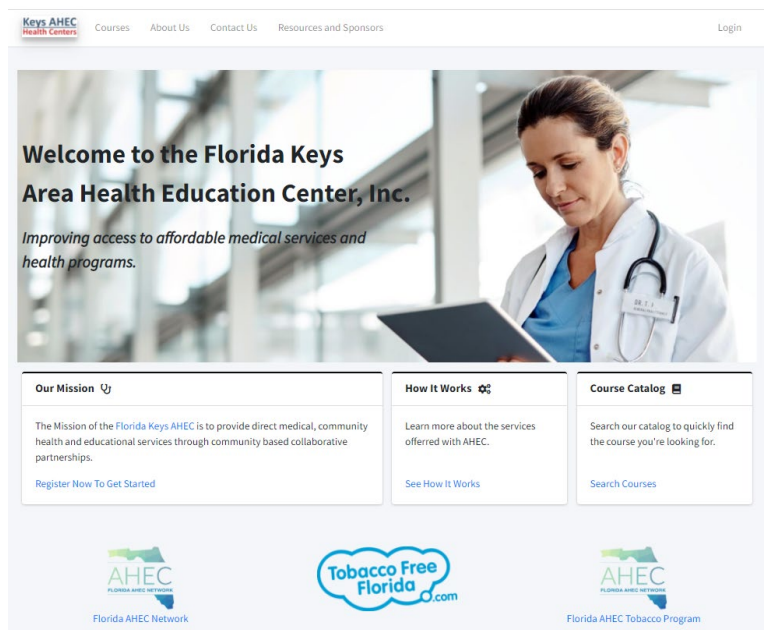 Keys AHEC
Health Centers
Courses
About Us
Contact Us
Resources and Sponsors
Login
Welcome to the Florida Keys
Area Health Education Center, Inc.
Improving access to affordable medical services and
health programs.
Our Mission
The Mission of the Florida Keys AHEC is to provide direct medical, community
health and educational services through community based collaborative
partnerships.
Register Now To Get Started
How It Works
Learn more about the services
offerred with AHEC.
See How It Works
Course Catalog
Search our catalog to quickly find
the course you're looking for.
Search Courses
AHEC
FLORIDA AHEC NETWORK
Florida AHEC Network
Tobacco Free
Florida
.com
AHEC
FLORIDA AHEC NETWORK
Florida AHEC Tobacco Program